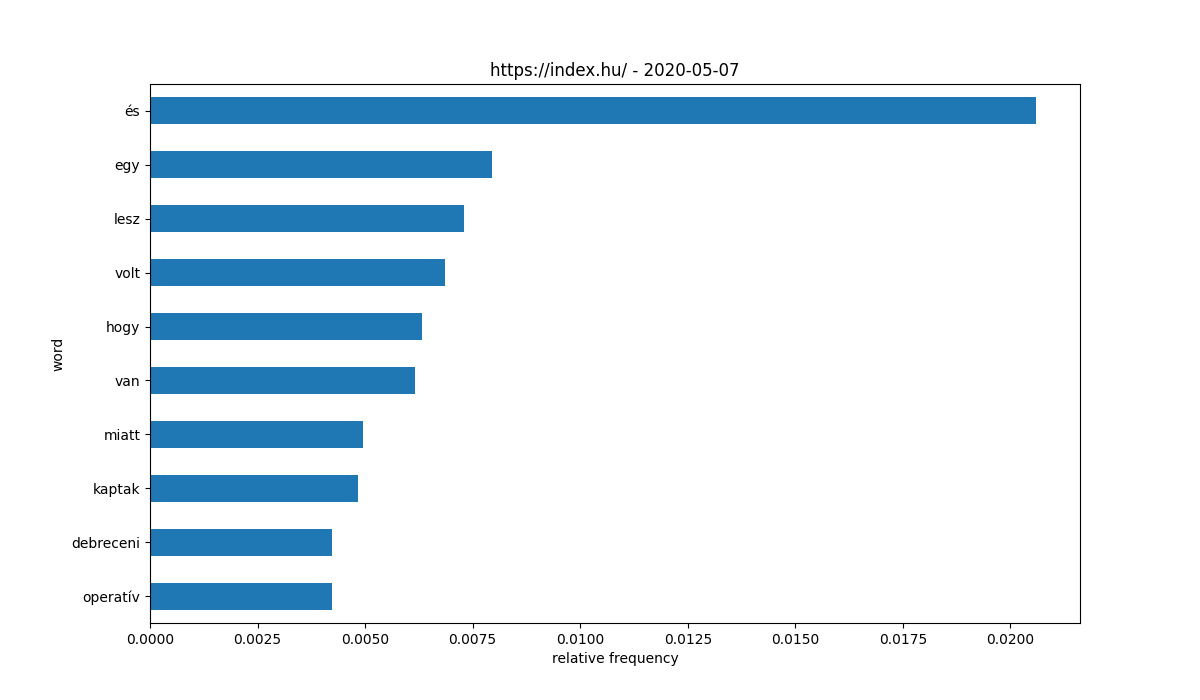 https://index.hu/ - 2020-05-07
és
egy
lesz
volt
hogy
van
miatt
kaptak
debreceni
operatív
word
0.0000 0.0025 0.0050 0.0075 0.0100 0.0125 0.0150 0.0175 0.0200
relative frequency